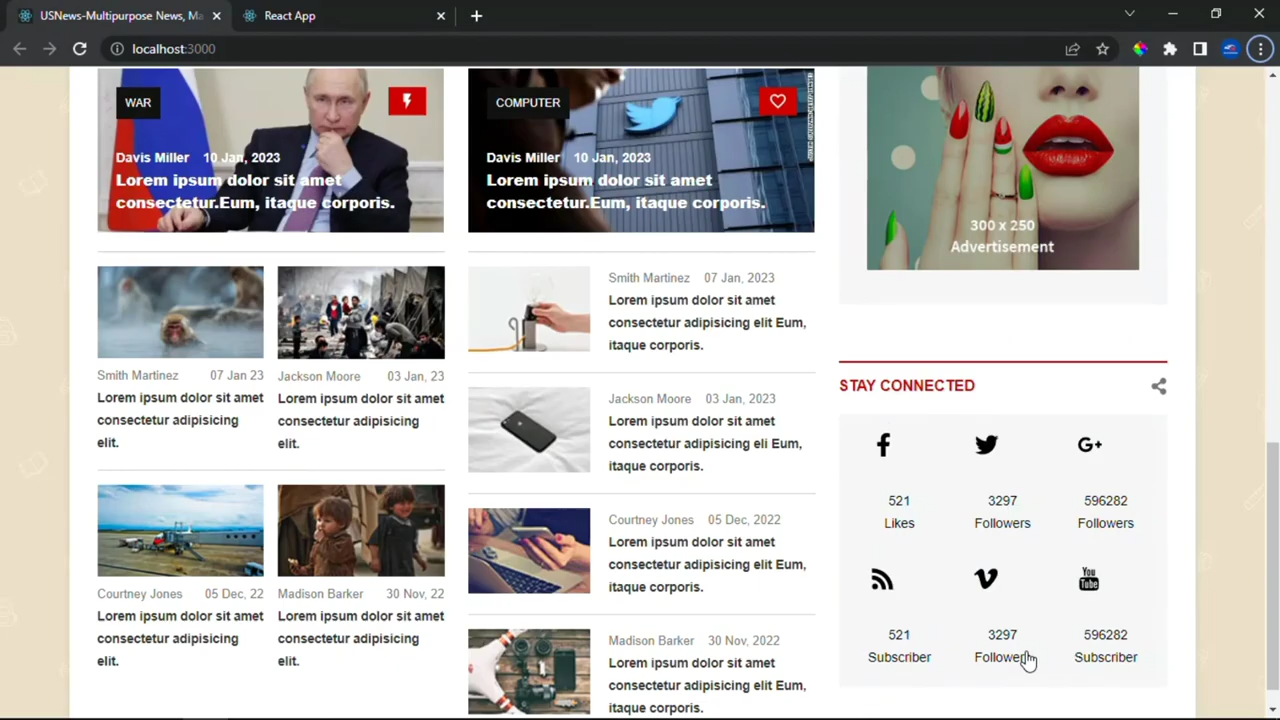 USNews-Multipurpose News, Ma
React App
localhost:3000
WAR
Davis Miller 10 Jan, 2023
Lorem ipsum dolor sit amet
consectetur.Eum, itaque corporis.
COMPUTER
Davis Miller 10 Jan, 2023
Lorem ipsum dolor sit amet
consectetur.Eum, itaque corporis.
300 x 250
Advertisement
Smith Martinez 07 Jan 23
Lorem ipsum dolor sit amet
consectetur adipisicing
elit.
Jackson Moore 03 Jan, 23
Lorem ipsum dolor sit amet
consectetur adipisicing
elit.
Courtney Jones 05 Dec, 22
Lorem ipsum dolor sit amet
consectetur adipisicing
elit.
Madison Barker 30 Nov, 22
Lorem ipsum dolor sit amet
consectetur adipisicing
elit.
Smith Martinez 07 Jan, 2023
Lorem ipsum dolor sit amet
consectetur adipisicing elit Eum,
itaque corporis.
Jackson Moore 03 Jan, 2023
Lorem ipsum dolor sit amet
consectetur adipisicing eli Eum,
itaque corporis.
Courtney Jones 05 Dec, 2022
Lorem ipsum dolor sit amet
consectetur adipisicing elit Eum,
itaque corporis.
Madison Barker 30 Nov, 2022
Lorem ipsum dolor sit amet
consectetur adipisicing elit Eum,
itaque corporis.
STAY CONNECTED
G+
521
Likes
3297
Followers
596282
Followers
You
Tube
521
Subscriber
3297
Followers
596282
Subscriber